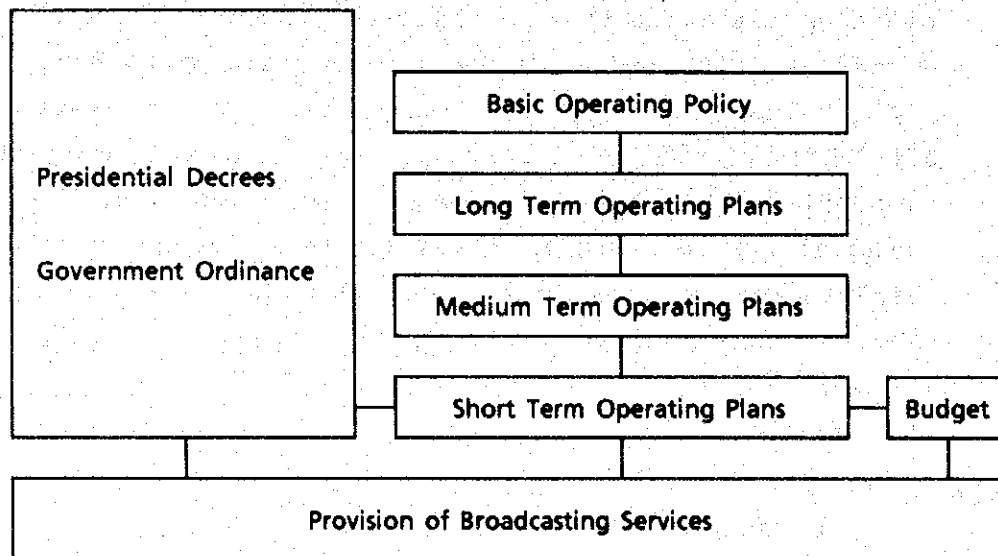 Presidential Decrees
Government Ordinance
Basic Operating Policy
Long Term Operating Plans
Medium Term Operating Plans
Short Term Operating Plans
Budget
Provision of Broadcasting Services